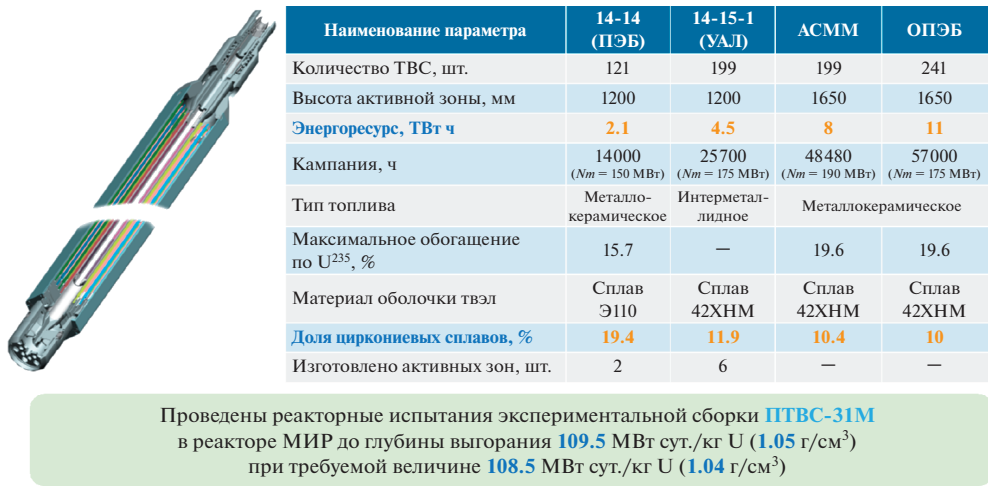 Наименование параметра 14-14 (ПЭБ) 14-15-1 (УАЛ) АСММ ОПЭБ
Количество ТВС, шт. 121 199 199 241
Высота активной зоны, мм 1200 1200 1650 1650
Энергоресурс, ТВт ч 2.1 4.5 8 11
Кампания, ч 14000 25700 48480 57000
(Nm = 150 МВт) (Nm = 175 МВт) (Nm = 190 МВт) (Nm = 175 МВт)
Тип топлива Металло-керамическое Интерметал-лидное Металлокерамическое
Максимальное обогащение
по U²³⁵, % 15.7 — 19.6 19.6
Материал оболочки твэл Сплав Э110 Сплав 42ХНМ Сплав 42ХНМ Сплав 42ХНМ
Доля циркониевых сплавов, % 19.4 11.9 10.4 10
Изготовлено активных зон, шт. 2 6 — —
Проведены реакторные испытания экспериментальной сборки ПТВС-31М
в реакторе МИР до глубины выгорания 109.5 МВт сут./кг U (1.05 г/см³)
при требуемой величине 108.5 МВт сут./кг U (1.04 г/см³)